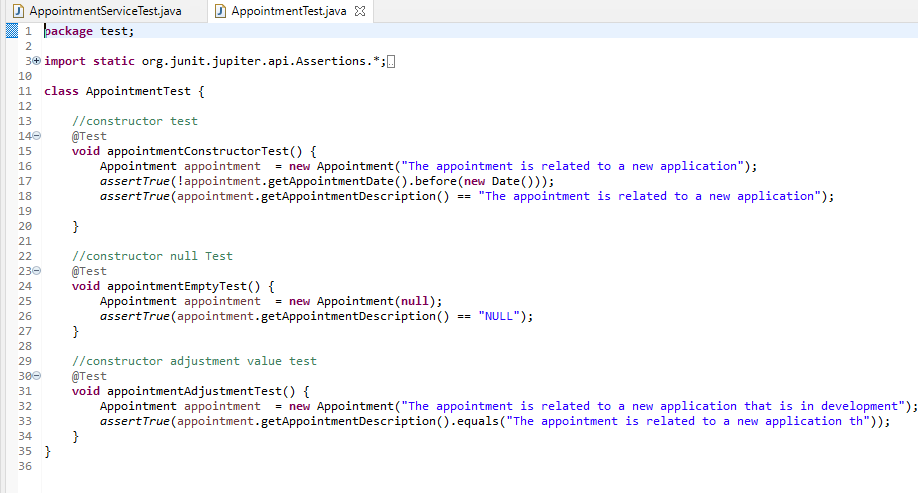 AppointmentServiceTest.java AppointmentTest.java
1 package test;
2
3 import static org.junit.jupiter.api.Assertions.*;
10
11 class AppointmentTest {
12
13 //constructor test
14 @Test
15 void appointmentConstructorTest() {
16 Appointment appointment  = new Appointment("The appointment is related to a new application");
17 assertTrue(!appointment.getAppointmentDate().before(new Date()));
18 assertTrue(appointment.getAppointmentDescription() == "The appointment is related to a new application");
19
20 }
21
22 //constructor null Test
23 @Test
24 void appointmentEmptyTest() {
25 Appointment appointment  = new Appointment(null);
26 assertTrue(appointment.getAppointmentDescription() == "NULL");
27 }
28
29 //constructor adjustment value test
30 @Test
31 void appointmentAdjustmentTest() {
32 Appointment appointment  = new Appointment("The appointment is related to a new application that is in development");
33 assertTrue(appointment.getAppointmentDescription().equals("The appointment is related to a new application th"));
34 }
35 }
36